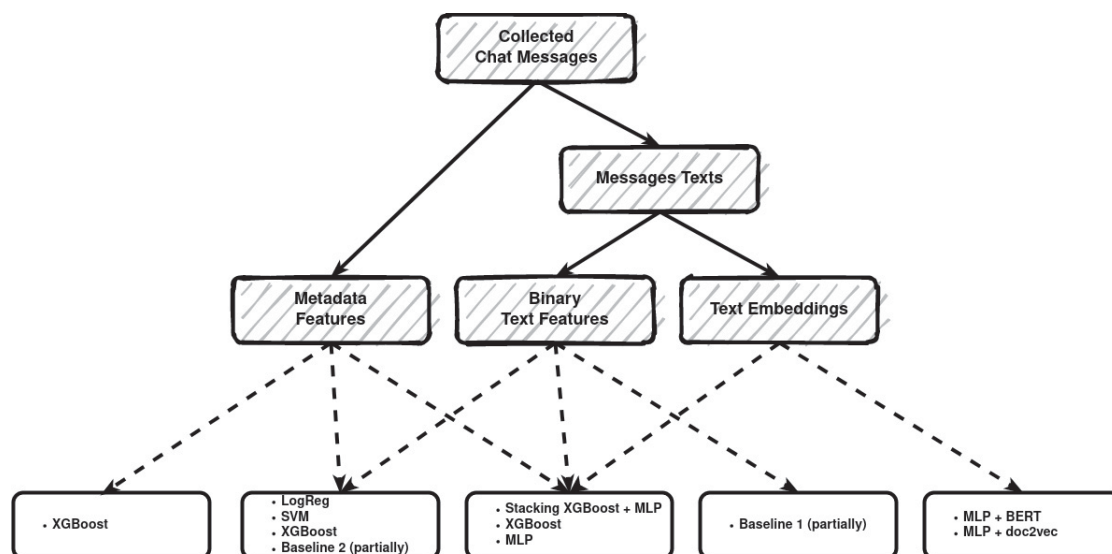 Collected
Chat Messages
Messages Texts
Metadata
Features
Binary
Text Features
Text Embeddings
• XGBoost
• LogReg
• SVM
• XGBoost
• Baseline 2 (partially)
• Stacking XGBoost + MLP
• XGBoost
• MLP
• Baseline 1 (partially)
• MLP + BERT
• MLP + doc2vec